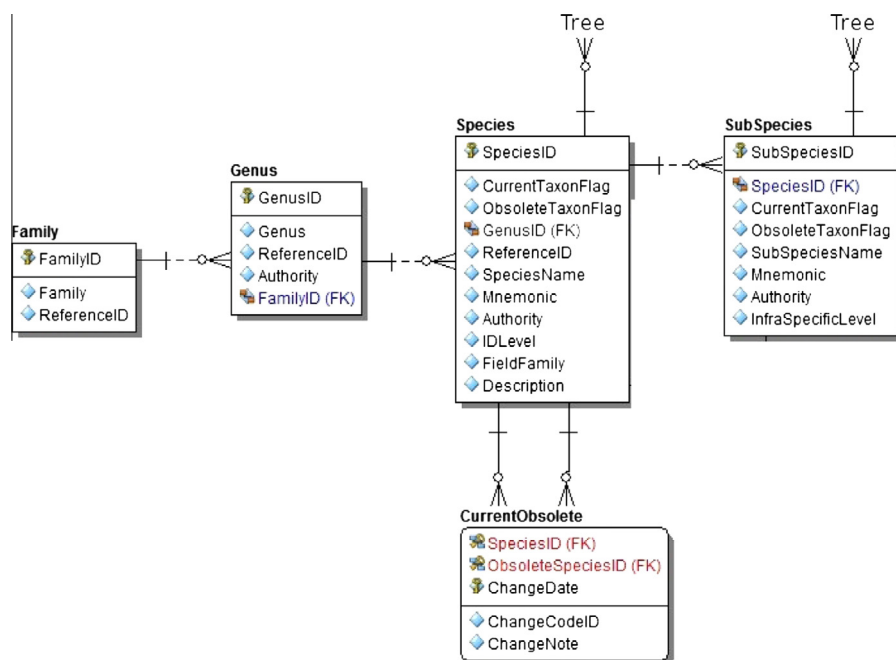 Tree
Tree
Species
SpeciesID
CurrentTaxonFlag
ObsoleteTaxonFlag
GenusID (FK)
ReferenceID
SpeciesName
Mnemonic
Authority
IDLevel
FieldFamily
Description
SubSpecies
SubSpeciesID
SpeciesID (FK)
CurrentTaxonFlag
ObsoleteTaxonFlag
SubSpeciesName
Mnemonic
Authority
InfraSpecificLevel
Genus
GenusID
Genus
ReferenceID
Authority
FamilyID (FK)
Family
FamilyID
Family
ReferenceID
CurrentObsolete
SpeciesID (FK)
ObsoleteSpeciesID (FK)
ChangeDate
ChangeCodeID
ChangeNote